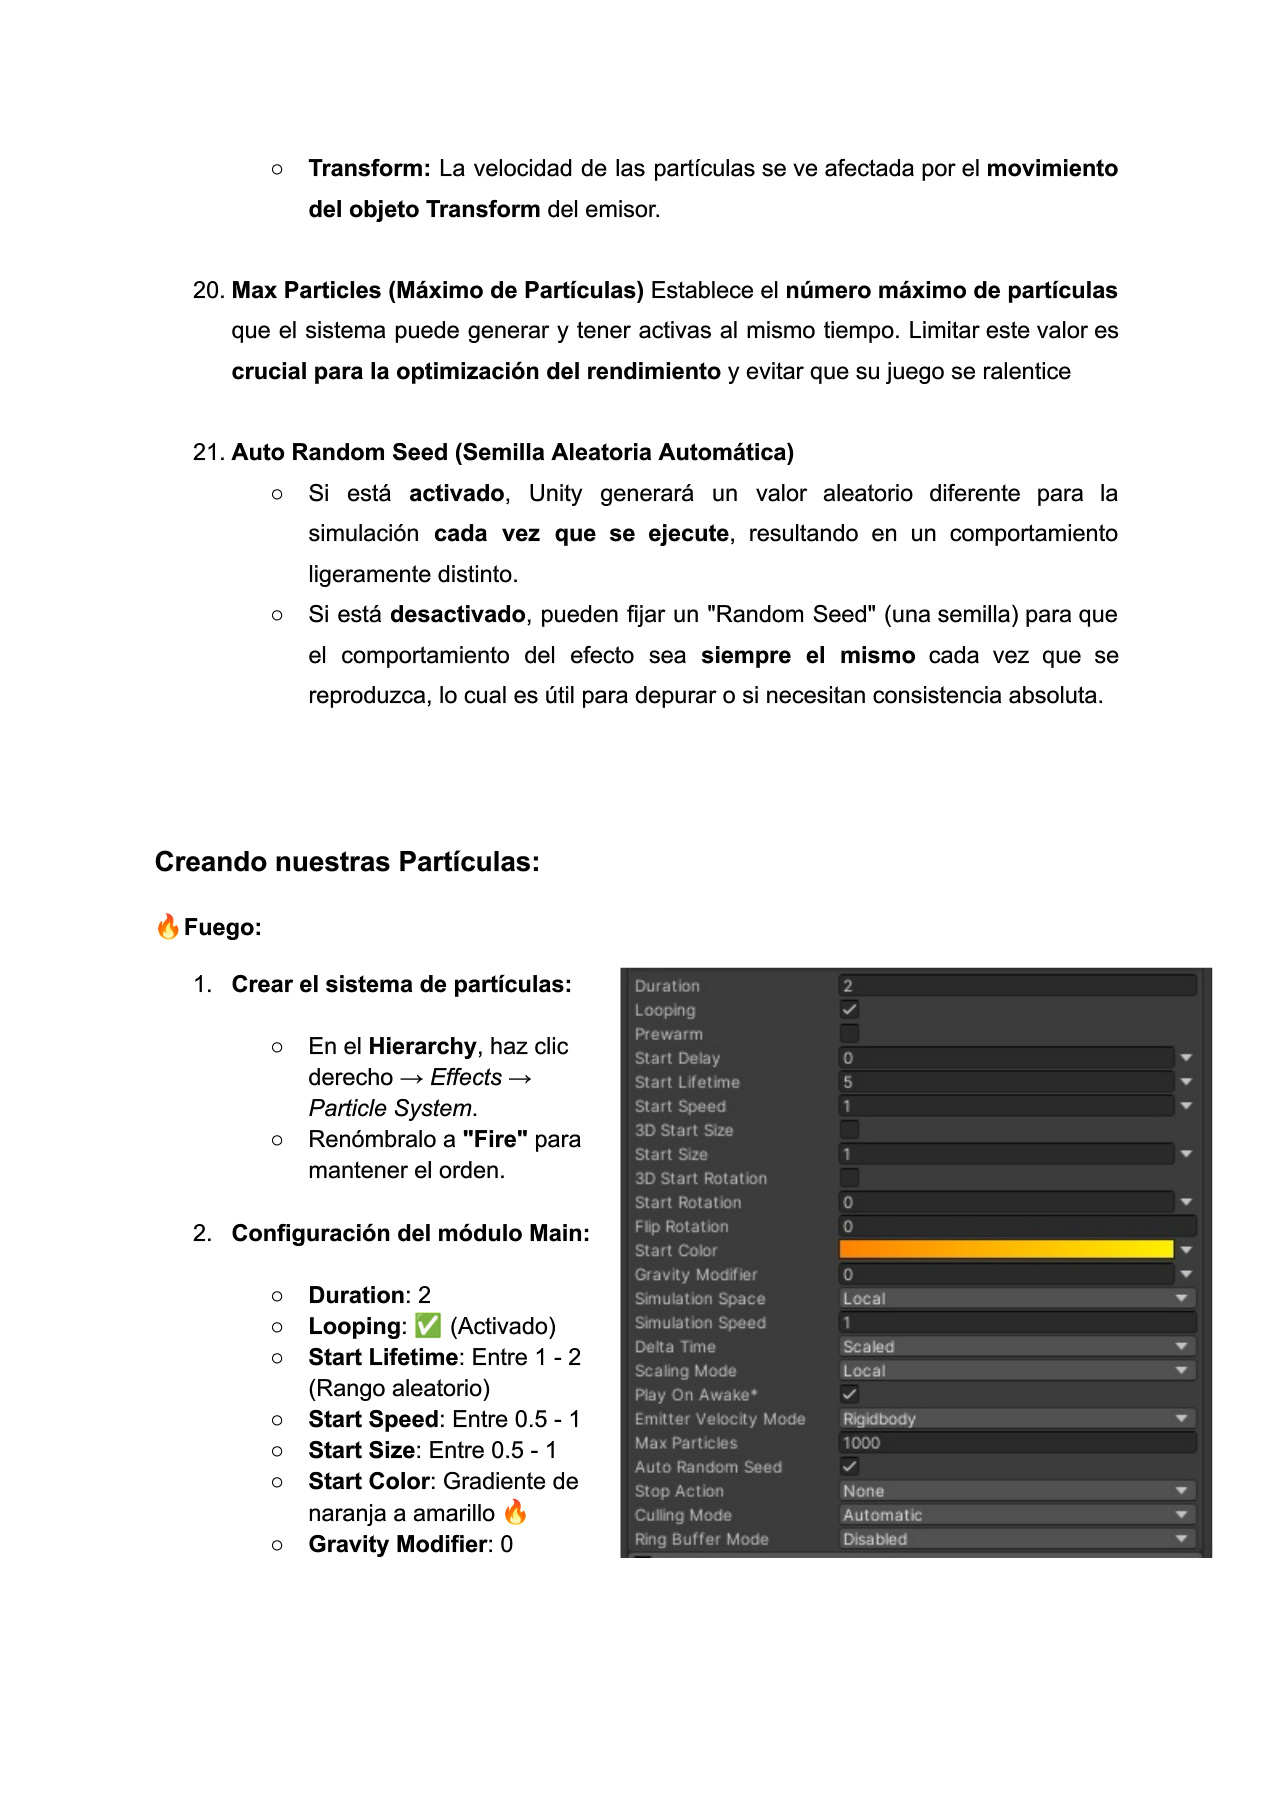 ○ Transform: La velocidad de las partículas se ve afectada por el movimiento
del objeto Transform del emisor.
20. Max Particles (Máximo de Partículas) Establece el número máximo de partículas
que el sistema puede generar y tener activas al mismo tiempo. Limitar este valor es
crucial para la optimización del rendimiento y evitar que su juego se ralentice
21. Auto Random Seed (Semilla Aleatoria Automática)
○ Si está activado, Unity generará un valor aleatorio diferente para la
simulación cada vez que se ejecute, resultando en un comportamiento
ligeramente distinto.
○ Si está desactivado, pueden fijar un "Random Seed" (una semilla) para que
el comportamiento del efecto sea siempre el mismo cada vez que se
reproduzca, lo cual es útil para depurar o si necesitan consistencia absoluta.
Creando nuestras Partículas:
🔥Fuego:
1. Crear el sistema de partículas:
○ En el Hierarchy, haz clic
derecho → Effects →
Particle System.
○ Renómbralo a "Fire" para
mantener el orden.
2. Configuración del módulo Main:
○ Duration: 2
○ Looping: ✅ (Activado)
○ Start Lifetime: Entre 1 - 2
(Rango aleatorio)
○ Start Speed: Entre 0.5 - 1
○ Start Size: Entre 0.5 - 1
○ Start Color: Gradiente de
naranja a amarillo 🔥
○ Gravity Modifier: 0
Duration 2
Looping ✓
Prewarm
Start Delay 0
Start Lifetime 5
Start Speed 1
3D Start Size
Start Size 1
3D Start Rotation
Start Rotation 0
Flip Rotation 0
Start Color
Gravity Modifier 0
Simulation Space Local
Simulation Speed 1
Delta Time Scaled
Scaling Mode Local
Play On Awake* ✓
Emitter Velocity Mode Rigidbody
Max Particles 1000
Auto Random Seed ✓
Stop Action None
Culling Mode Automatic
Ring Buffer Mode Disabled